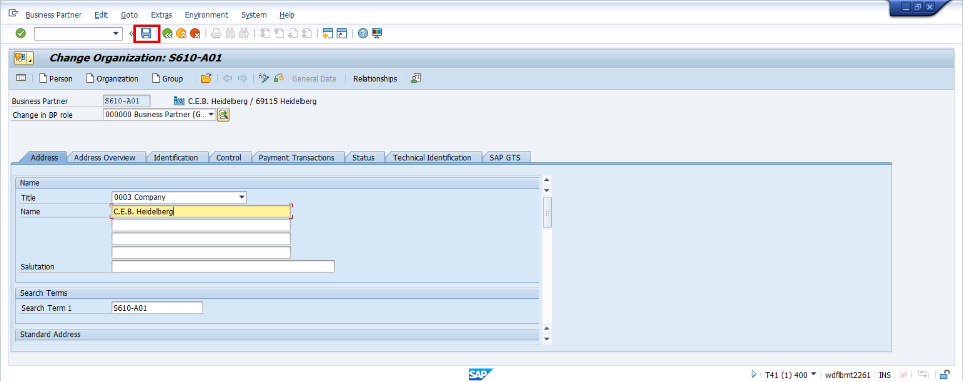 Business Partner Edit Goto Extras Environment System Help
Change Organization: S610-A01
Person Organization Group General Data Relationships
Business Partner S610-A01 C.E.B. Heidelberg / 69115 Heidelberg
Change in BP role 000000 Business Partner (G...
Address Address Overview Identification Control Payment Transactions Status Technical Identification SAP GTS
Name
Title 0003 Company
Name C.E.B. Heidelberg
Salutation
Search Terms
Search Term 1 S610-A01
Standard Address
SAP T41 (1) 400 wdflbmt2261 INS